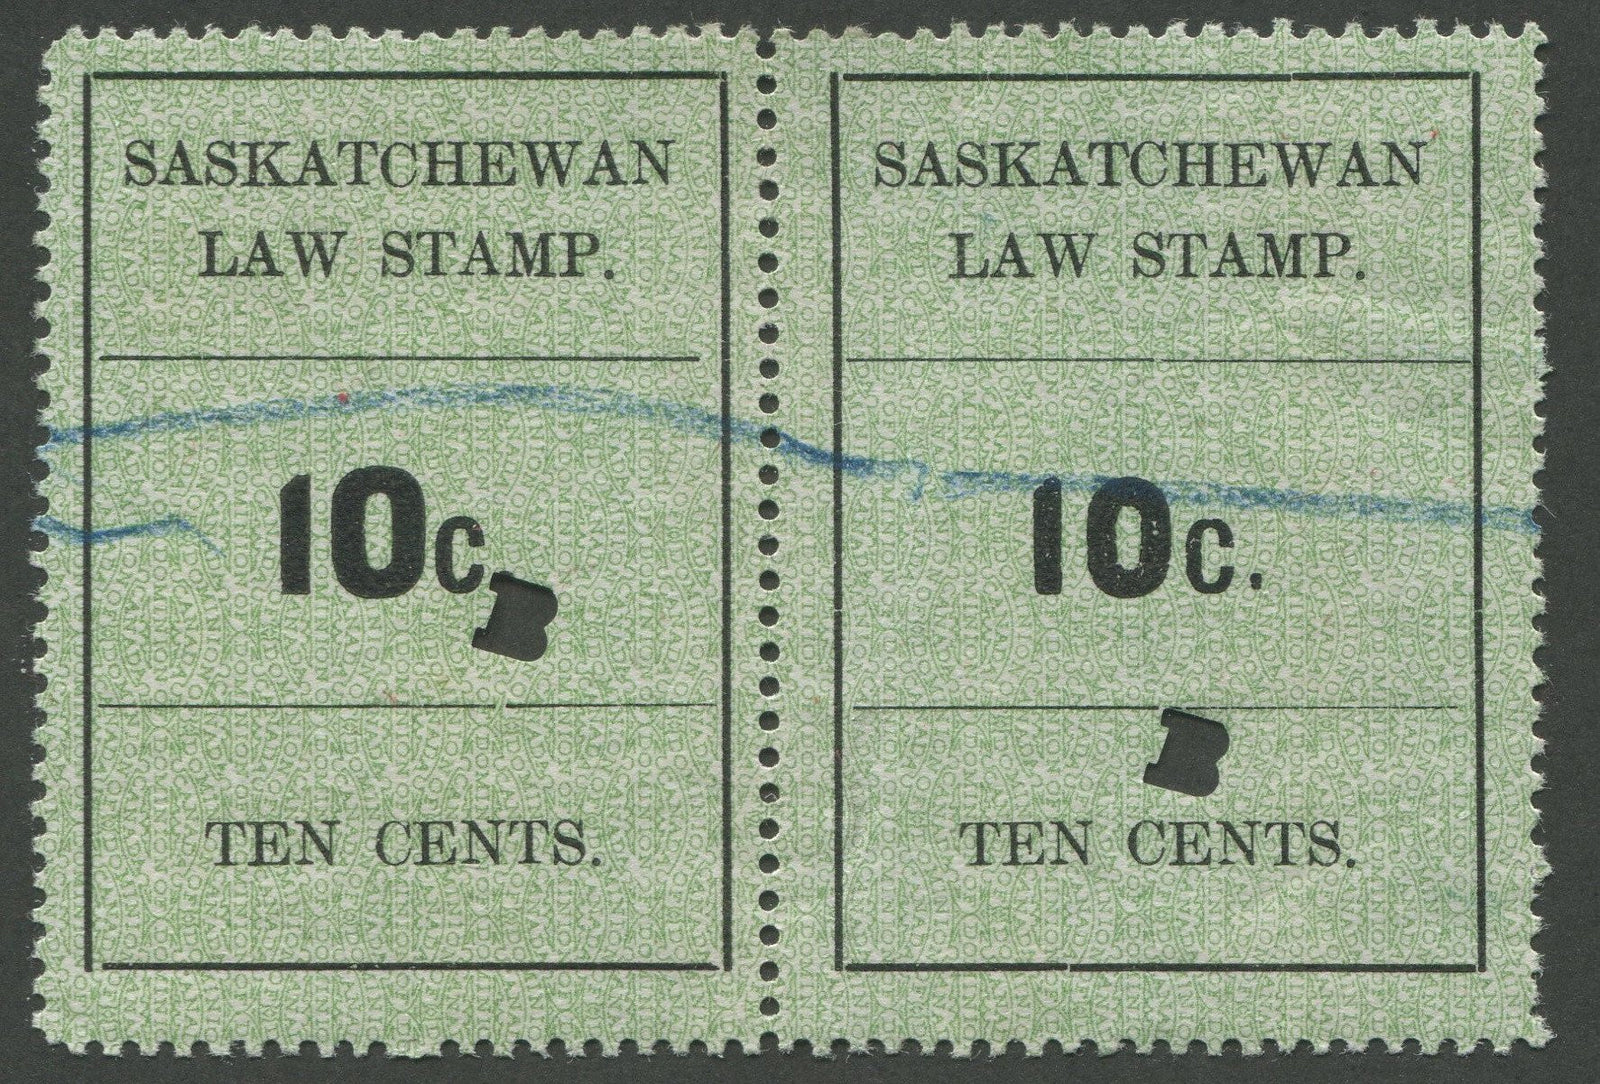 SASKATCHEWAN
LAW STAMP.
10c.
B
TEN CENTS.
SASKATCHEWAN
LAW STAMP.
10c.
B
TEN CENTS.